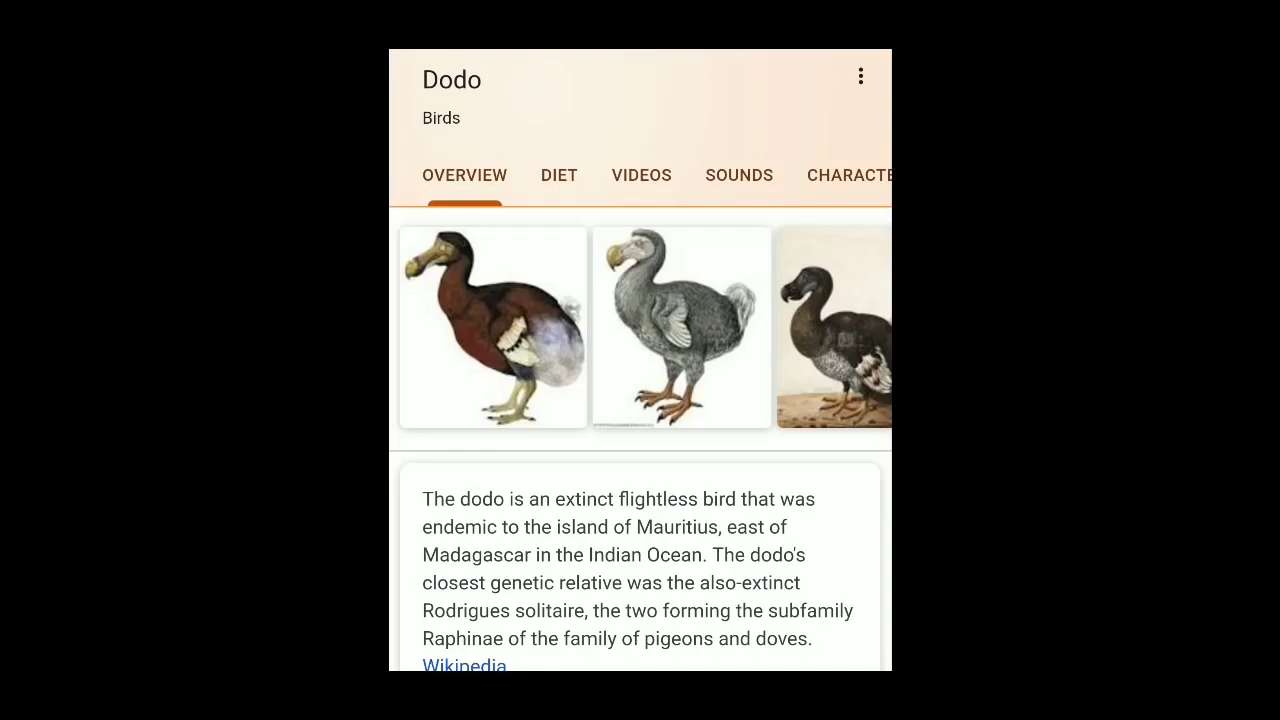 Dodo
Birds
OVERVIEW DIET VIDEOS SOUNDS CHARACTE
The dodo is an extinct flightless bird that was
endemic to the island of Mauritius, east of
Madagascar in the Indian Ocean. The dodo's
closest genetic relative was the also-extinct
Rodrigues solitaire, the two forming the subfamily
Raphinae of the family of pigeons and doves.
Wikipedia